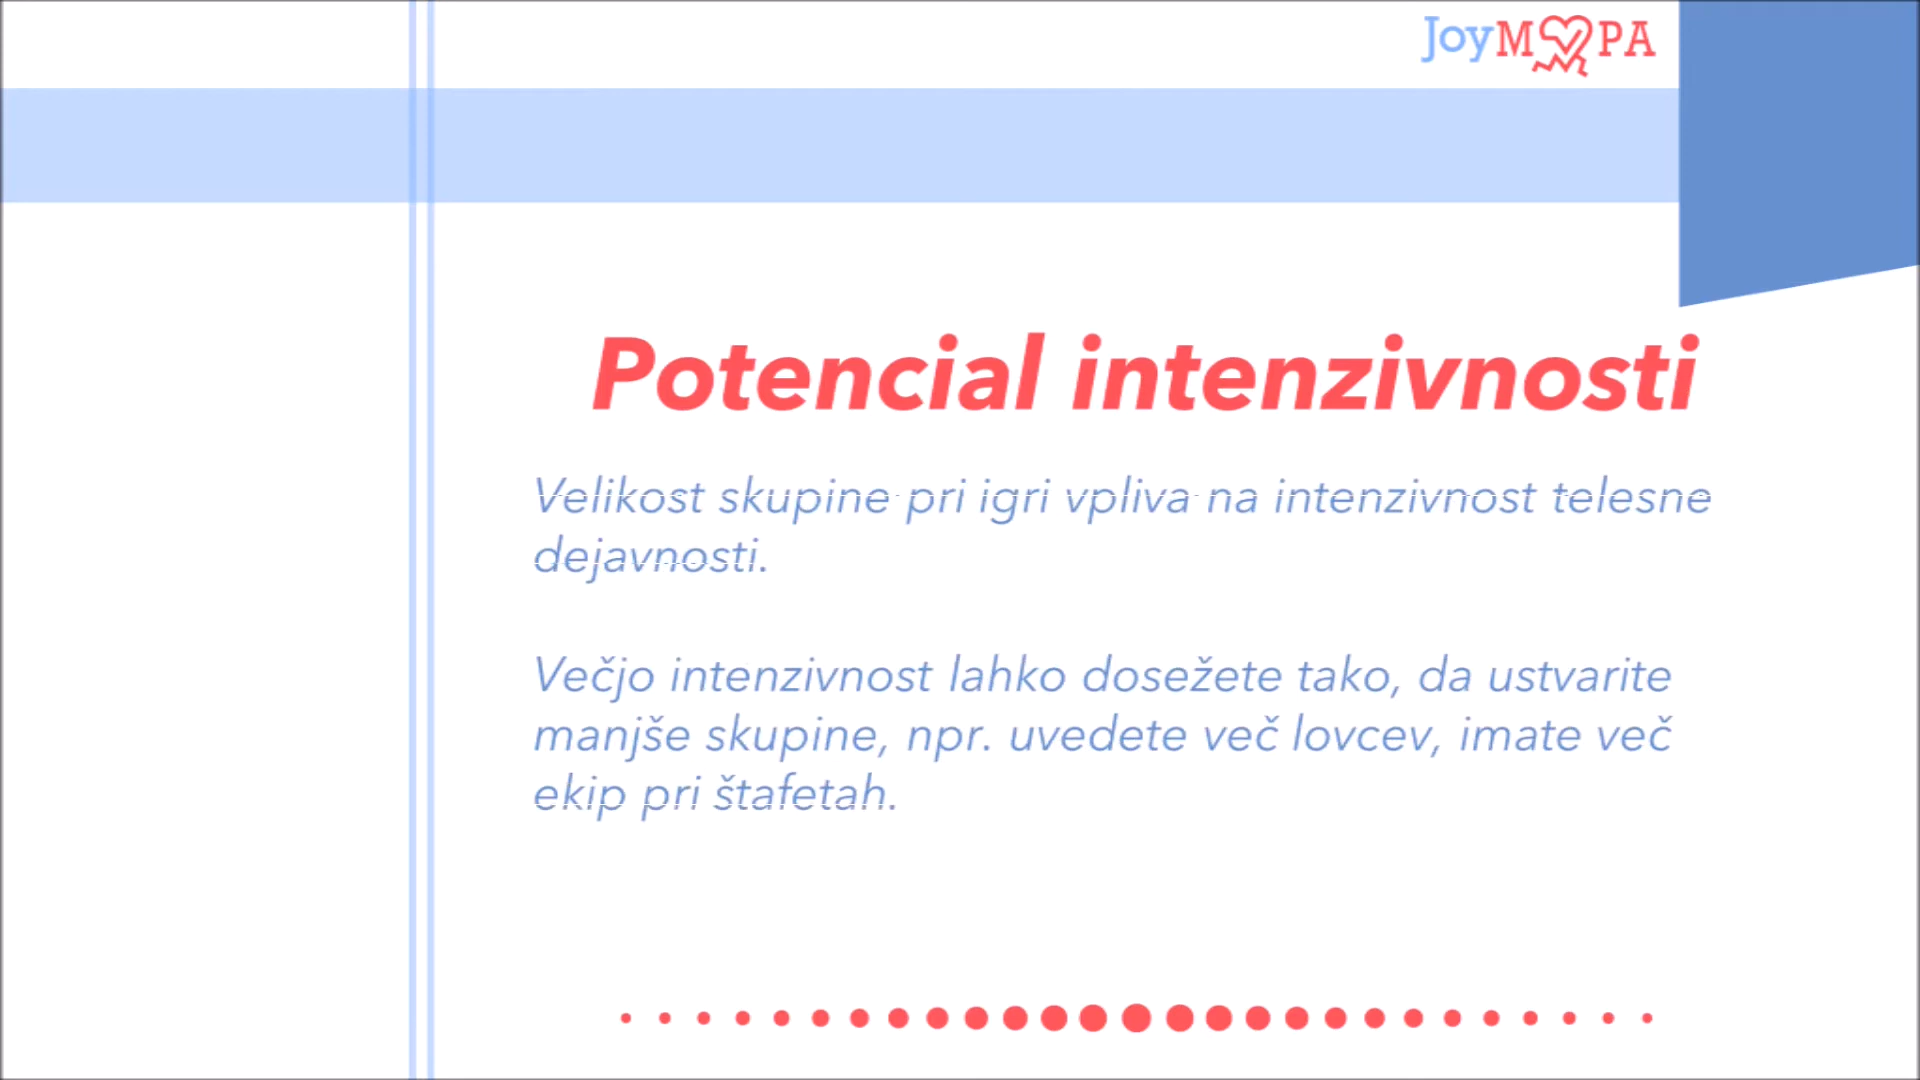 JoyMOPA
Potencial intenzivnosti
Velikost skupine pri igri vpliva na intenzivnost telesne
dejavnosti.
Večjo intenzivnost lahko dosežete tako, da ustvarite
manjše skupine, npr. uvedete več lovcev, imate več
ekip pri štafetah.